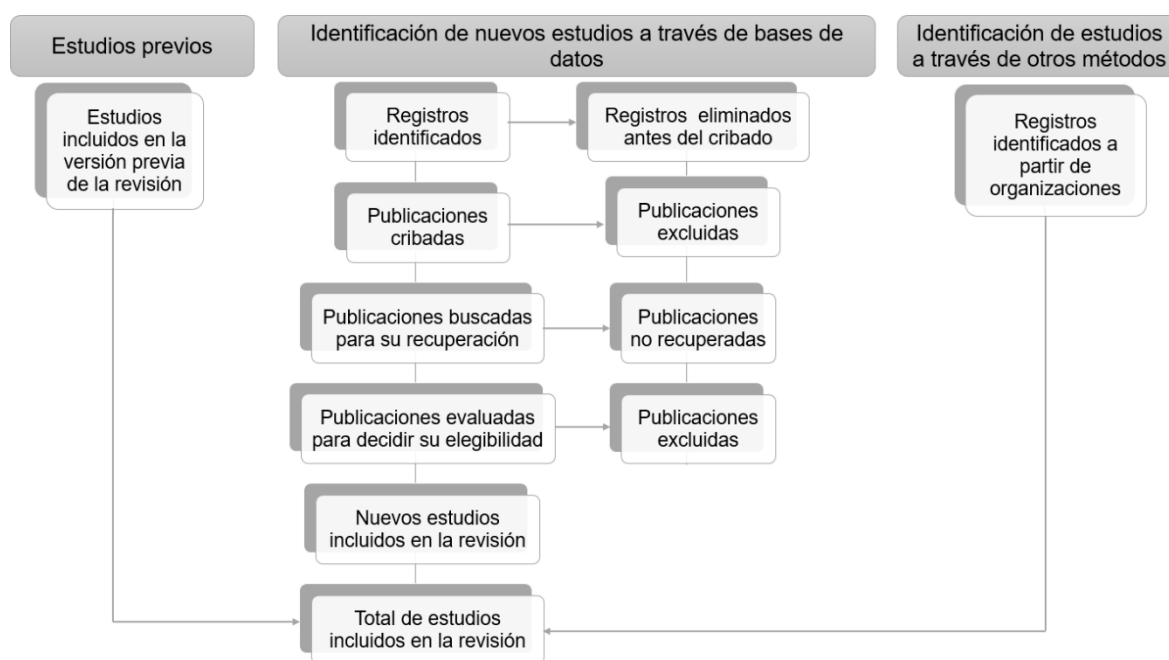 Estudios previos
Identificación de nuevos estudios a través de bases de
datos
Identificación de estudios
a través de otros métodos
Estudios
incluidos en la
versión previa
de la revisión
Registros
identificados
Registros eliminados
antes del cribado
Registros
identificados a
partir de
organizaciones
Publicaciones
cribadas
Publicaciones
excluidas
Publicaciones buscadas
para su recuperación
Publicaciones
no recuperadas
Publicaciones evaluadas
para decidir su elegibilidad
Publicaciones
excluidas
Nuevos estudios
incluidos en la revisión
Total de estudios
incluidos en la revisión